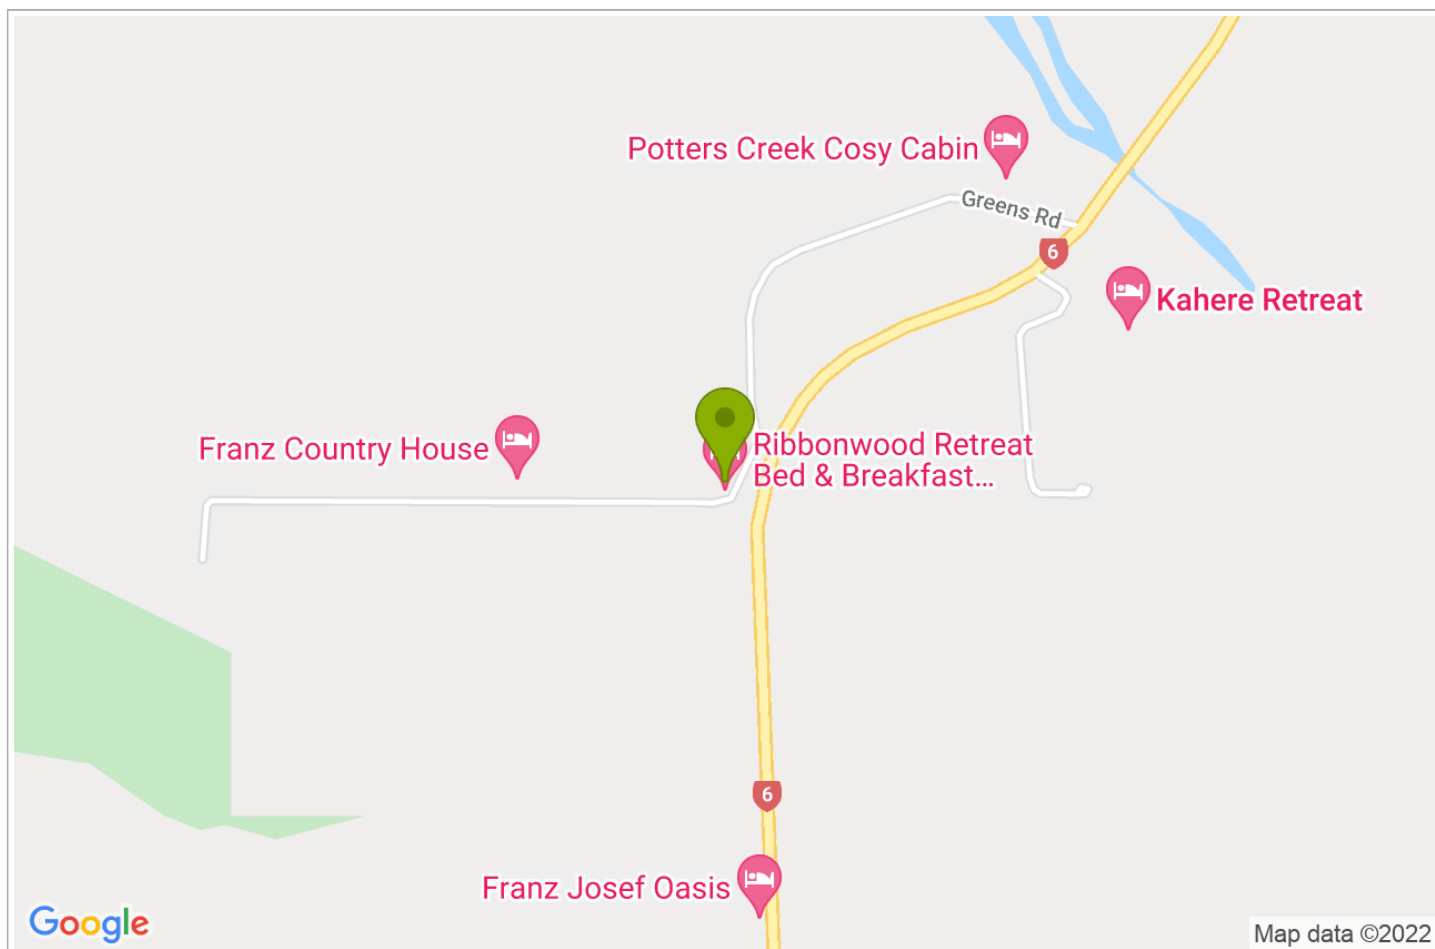 Potters Creek Cosy Cabin
Greens Rd
6
Kahere Retreat
Franz Country House
Ribbonwood Retreat
Bed & Breakfast...
6
Franz Josef Oasis
Google
Map data ©2022